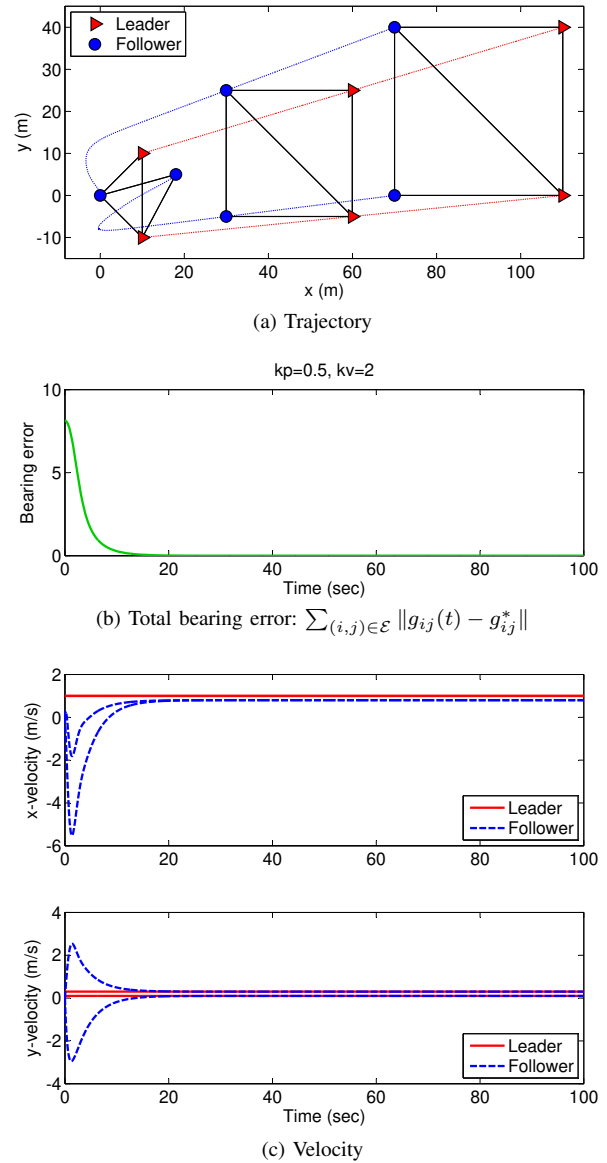 Leader
Follower
40
30
20
10
0
-10
y (m)
0 20 40 60 80 100
x (m)
(a) Trajectory
kp=0.5, kv=2
10
5
0
Bearing error
0 20 40 60 80 100
Time (sec)
(b) Total bearing error: $\sum_{(i,j)\in\mathcal{E}} \|g_{ij}(t) - g_{ij}^*\|$
2
0
-2
-4
-6
x-velocity (m/s)
Leader
Follower
0 20 40 60 80 100
4
2
0
-2
-4
y-velocity (m/s)
Leader
Follower
0 20 40 60 80 100
Time (sec)
(c) Velocity